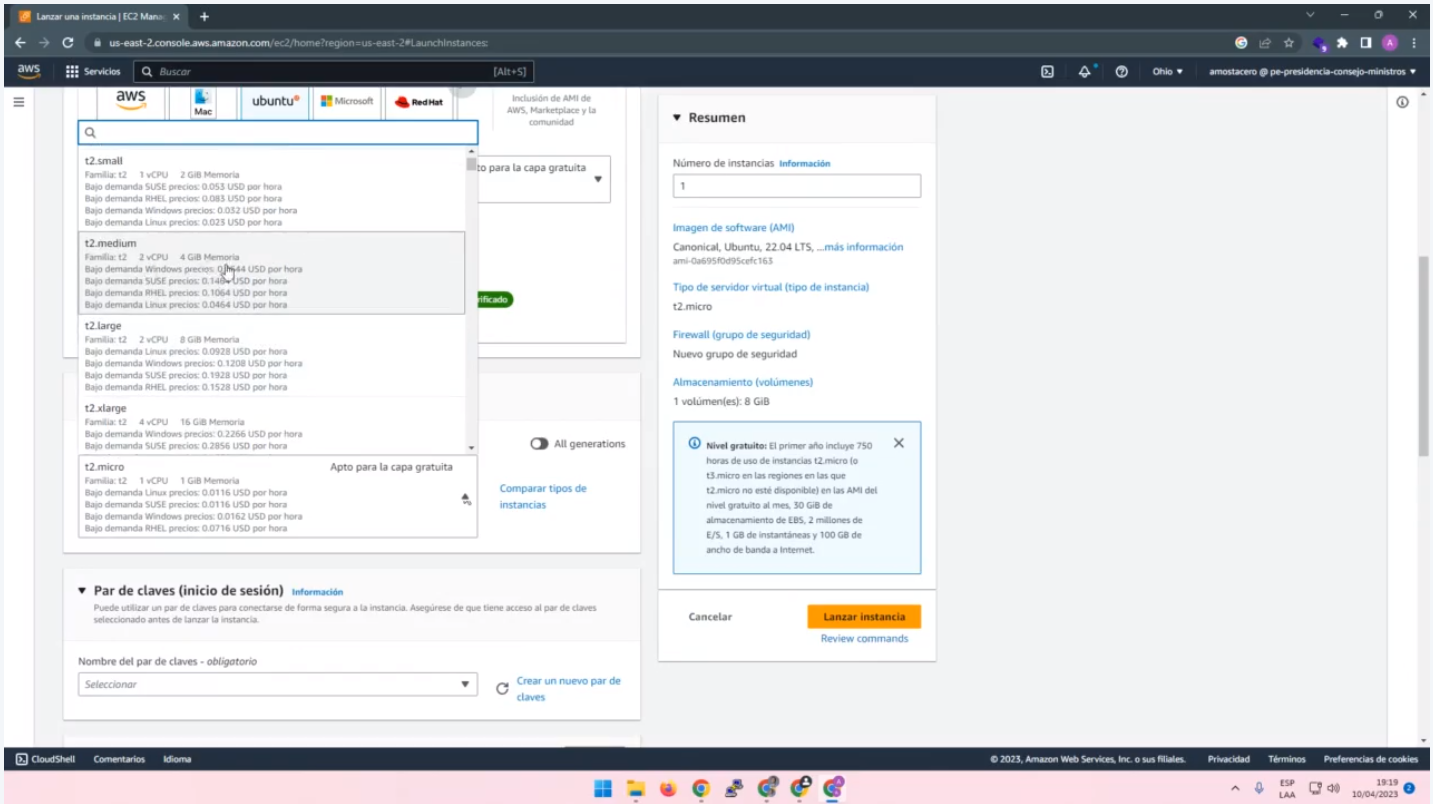 Lanzar una instancia | EC2 Mana
us-east-2.console.aws.amazon.com/ec2/home?region=us-east-2#LaunchInstances:
A
aws
Servicios
Buscar
[Alt+S]
Ohio
amostacero @ pe-presidencia-consejo-ministros
aws
Mac
ubuntu
Microsoft
Red Hat
Inclusión de AMI de
AWS, Marketplace y la
comunidad
to para la capa gratuita
t2.small
Familia: t2 1 vCPU 2 GiB Memoria
Bajo demanda SUSE precios: 0.053 USD por hora
Bajo demanda RHEL precios: 0.083 USD por hora
Bajo demanda Windows precios: 0.032 USD por hora
Bajo demanda Linux precios: 0.023 USD por hora
t2.medium
Familia: t2 2 vCPU 4 GiB Memoria
Bajo demanda Windows precios: USD por hora
Bajo demanda SUSE precios: USD por hora
Bajo demanda RHEL precios: 0.1064 USD por hora
Bajo demanda Linux precios: 0.0464 USD por hora
rificado
t2.large
Familia: t2 2 vCPU 8 GiB Memoria
Bajo demanda Linux precios: 0.0928 USD por hora
Bajo demanda Windows precios: 0.1208 USD por hora
Bajo demanda SUSE precios: 0.1928 USD por hora
Bajo demanda RHEL precios: 0.1528 USD por hora
t2.xlarge
Familia: t2 4 vCPU 16 GiB Memoria
Bajo demanda Windows precios: 0.2266 USD por hora
Bajo demanda SUSE precios: 0.2856 USD por hora
All generations
t2.micro Apto para la capa gratuita
Familia: t2 1 vCPU 1 GiB Memoria
Bajo demanda Linux precios: 0.0116 USD por hora
Bajo demanda SUSE precios: 0.0116 USD por hora
Bajo demanda Windows precios: 0.0162 USD por hora
Bajo demanda RHEL precios: 0.0716 USD por hora
Comparar tipos de
instancias
Par de claves (inicio de sesión) Información
Puede utilizar un par de claves para conectarse de forma segura a la instancia. Asegúrese de que tiene acceso al par de claves
seleccionado antes de lanzar la instancia.
Nombre del par de claves - obligatorio
Seleccionar
Crear un nuevo par de
claves
Resumen
Número de instancias Información
1
Imagen de software (AMI)
Canonical, Ubuntu, 22.04 LTS, ...más información
ami-0a695f0d95cefc163
Tipo de servidor virtual (tipo de instancia)
t2.micro
Firewall (grupo de seguridad)
Nuevo grupo de seguridad
Almacenamiento (volúmenes)
1 volúmen(es): 8 GiB
Nivel gratuito: El primer año incluye 750
horas de uso de instancias t2.micro (o
t3.micro en las regiones en las que
t2.micro no esté disponible) en las AMI del
nivel gratuito al mes, 30 GiB de
almacenamiento de EBS, 2 millones de
E/S, 1 GB de instantáneas y 100 GB de
ancho de banda a Internet.
Cancelar
Lanzar instancia
Review commands
CloudShell
Comentarios
Idioma
© 2023, Amazon Web Services, Inc. o sus filiales.
Privacidad
Términos
Preferencias de cookies
ESP
LAA
19:19
10/04/2023
2